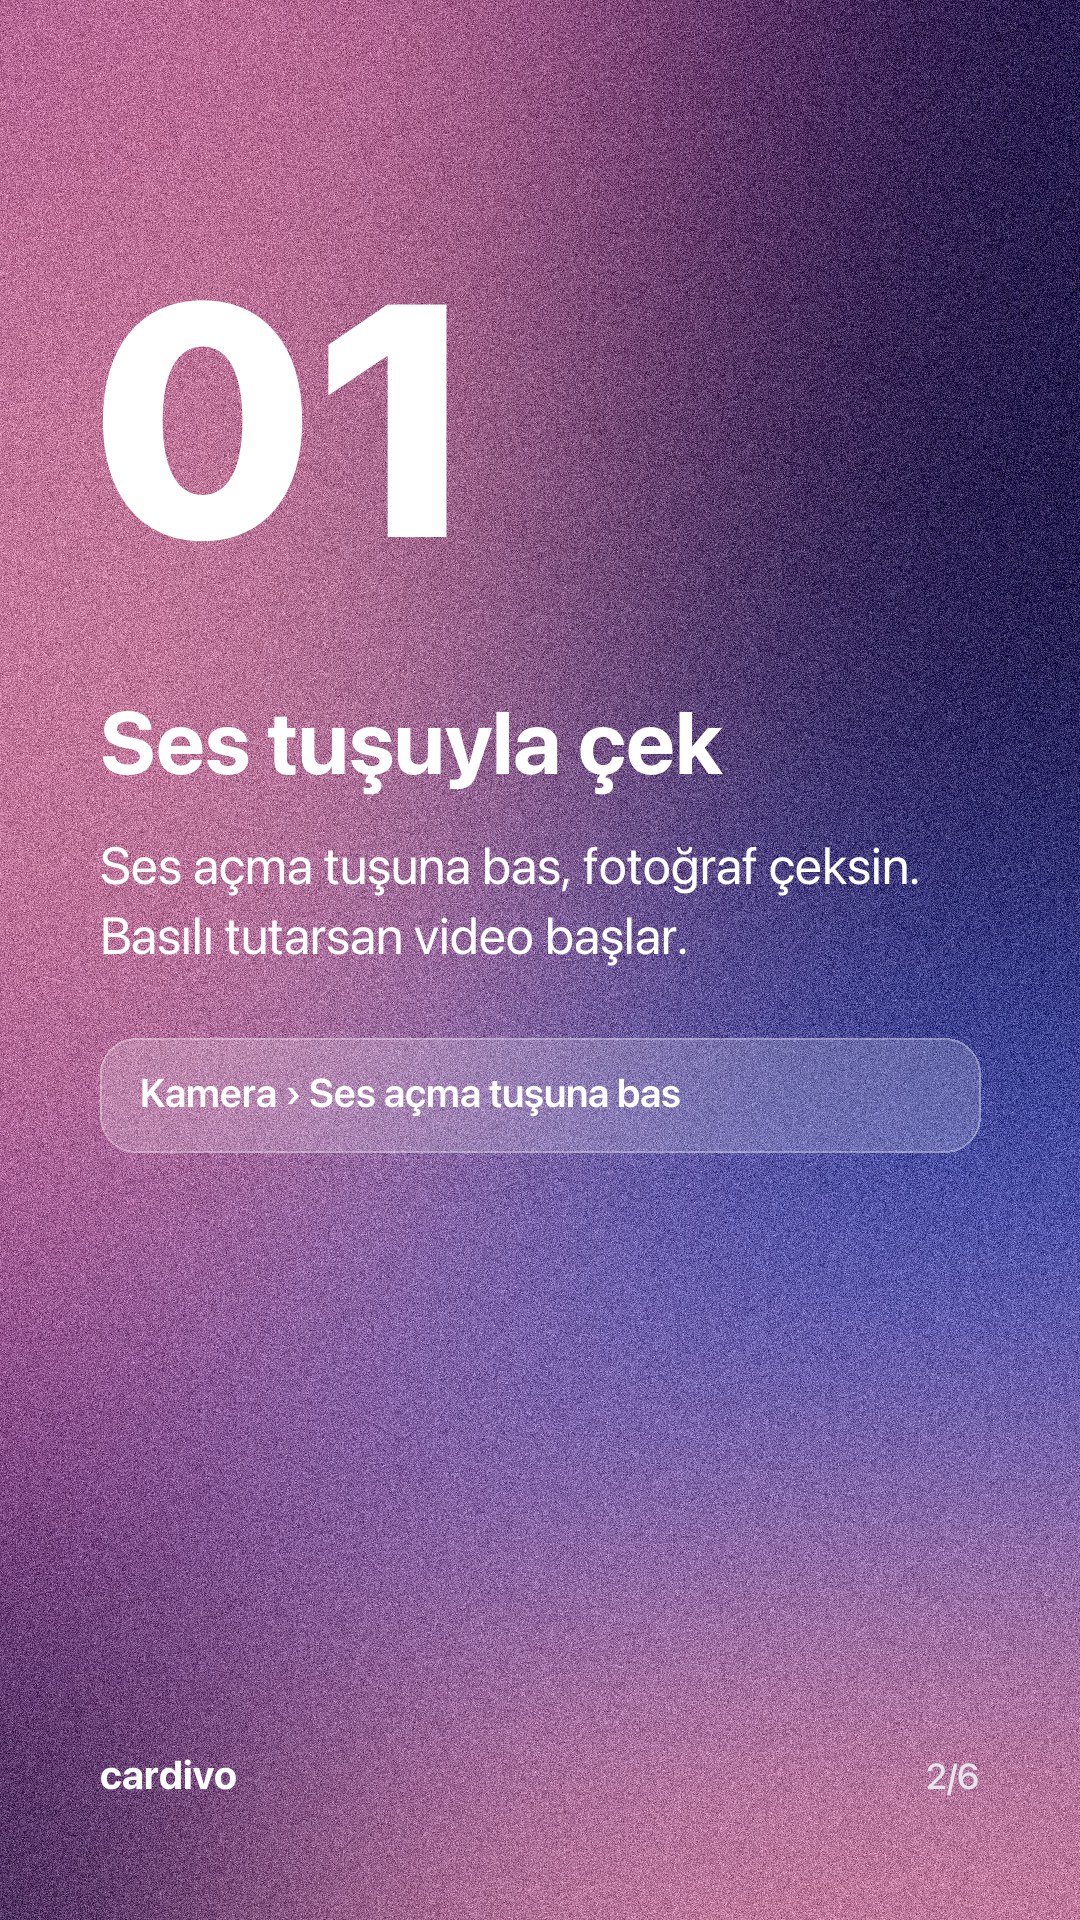 01
Ses tuşuyla çek
Ses açma tuşuna bas, fotoğraf çeksin.
Basılı tutarsan video başlar.
Kamera › Ses açma tuşuna bas
cardivo
2/6